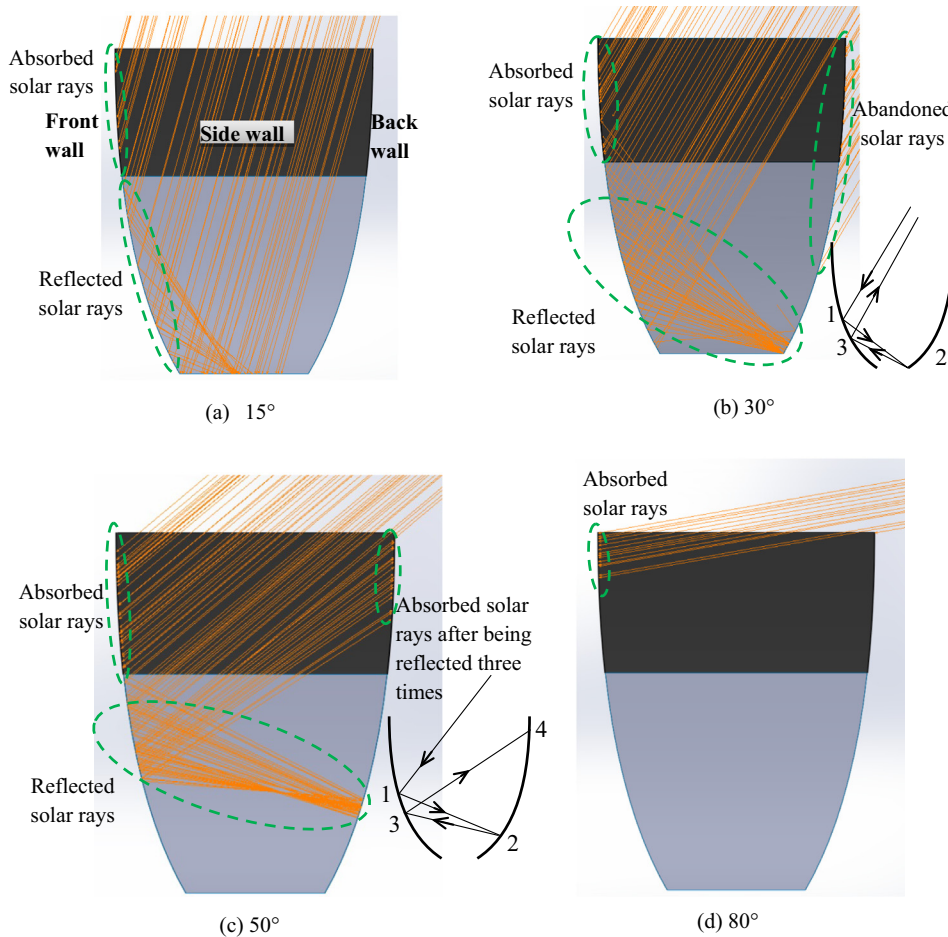 Absorbed
solar rays
Front
wall
Side wall
Back
wall
Reflected
solar rays
(a) 15°
Absorbed
solar rays
Abandoned
solar rays
Reflected
solar rays
1
3
2
(b) 30°
Absorbed
solar rays
Absorbed solar
rays after being
reflected three
times
Reflected
solar rays
4
1
3
2
(c) 50°
Absorbed
solar rays
(d) 80°